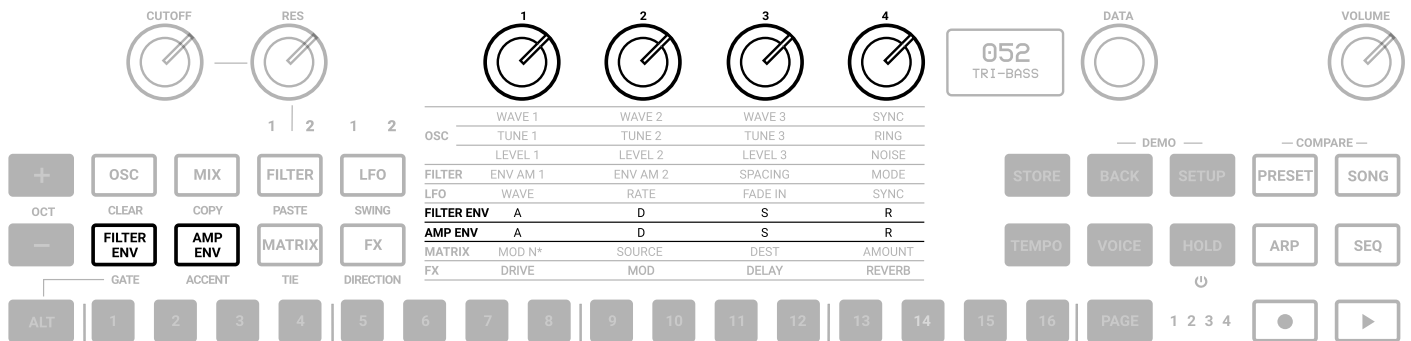 CUTOFF RES 1 2 3 4 DATA VOLUME
052
TRI-BASS
WAVE 1 WAVE 2 WAVE 3 SYNC
1 2 1 2
OSC TUNE 1 TUNE 2 TUNE 3 RING
LEVEL 1 LEVEL 2 LEVEL 3 NOISE
DEMO COMPARE
+ OSC MIX FILTER LFO
FILTER ENV AM 1 ENV AM 2 SPACING MODE
STORE BACK SETUP PRESET SONG
LFO WAVE RATE FADE IN SYNC
OCT CLEAR COPY PASTE SWING
FILTER ENV A D S R
AMP ENV A D S R
− FILTER ENV AMP ENV MATRIX FX
TEMPO VOICE HOLD ARP SEQ
MATRIX MOD N* SOURCE DEST AMOUNT
FX DRIVE MOD DELAY REVERB
GATE ACCENT TIE DIRECTION
ALT 1 2 3 4 5 6 7 8 9 10 11 12 13 14 15 16 PAGE 1 2 3 4